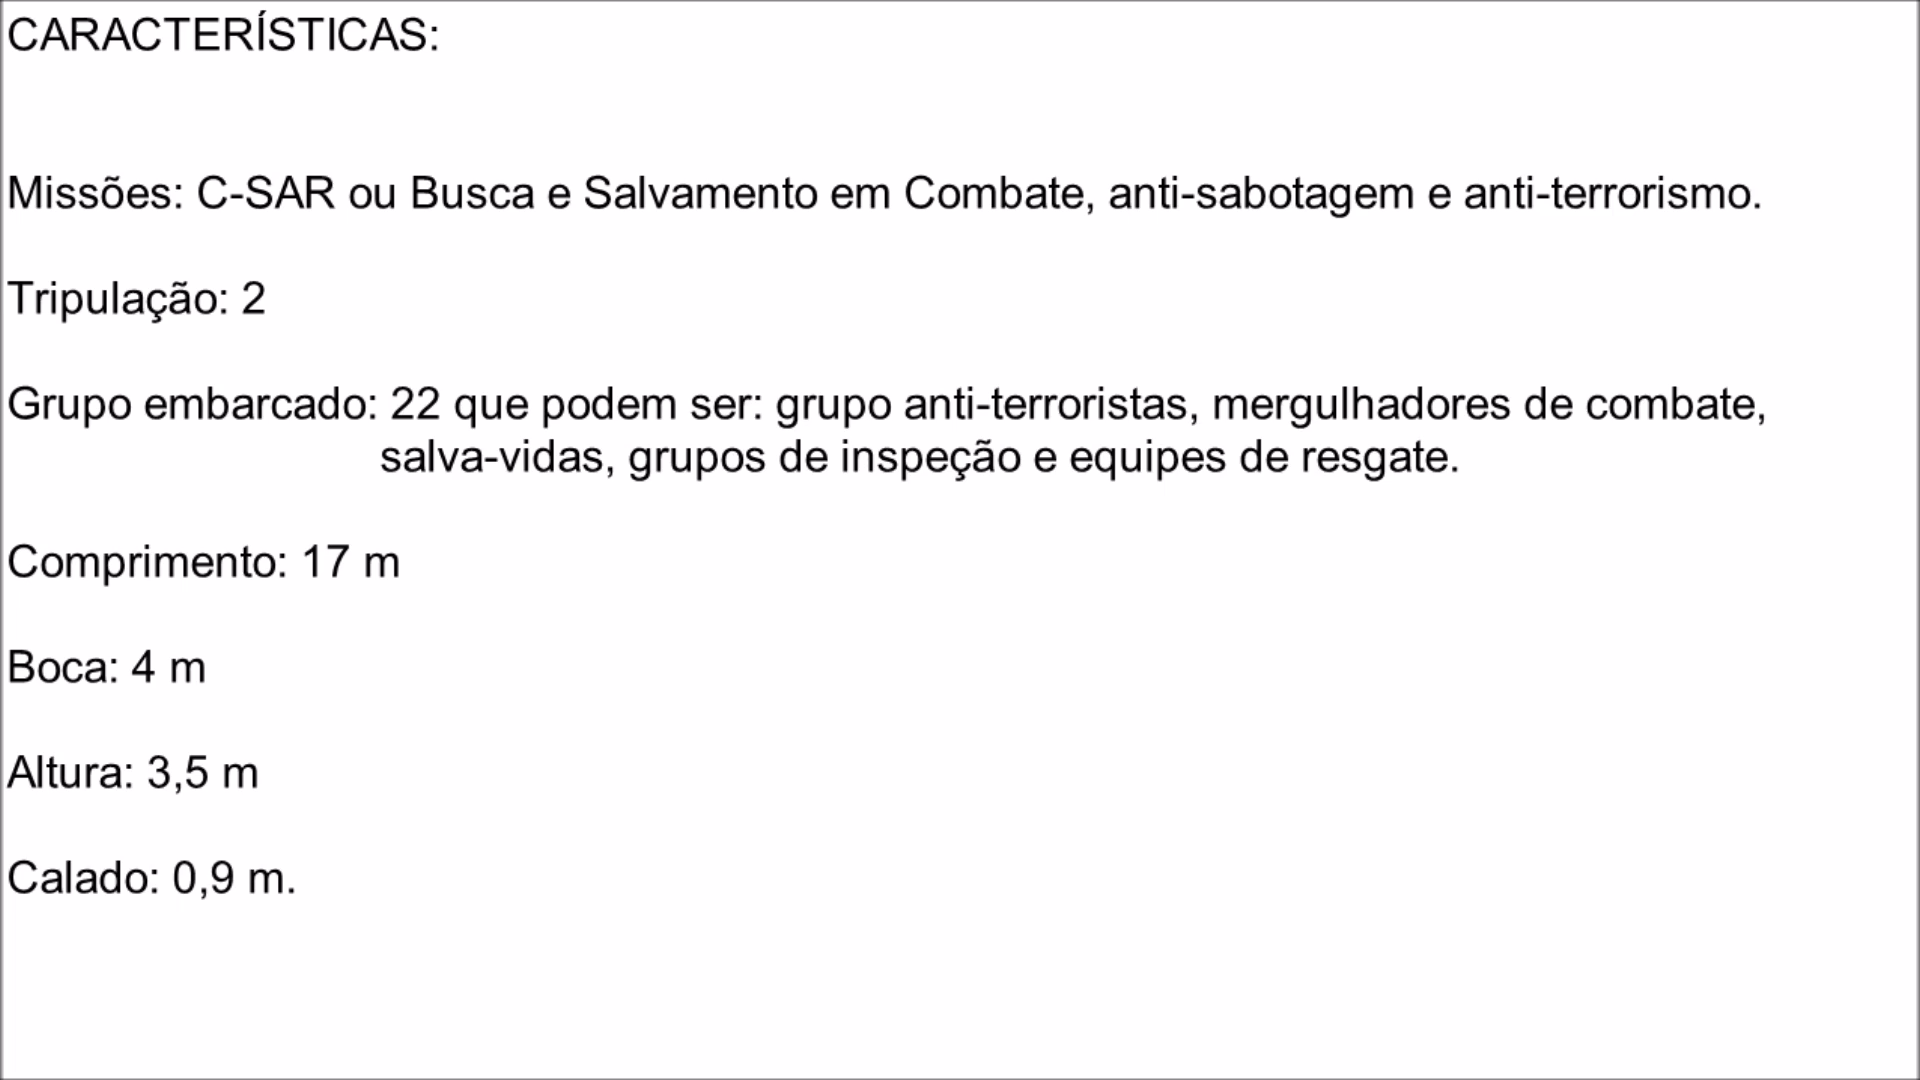 CARACTERÍSTICAS:
Missões: C-SAR ou Busca e Salvamento em Combate, anti-sabotagem e anti-terrorismo.
Tripulação: 2
Grupo embarcado: 22 que podem ser: grupo anti-terroristas, mergulhadores de combate,
salva-vidas, grupos de inspeção e equipes de resgate.
Comprimento: 17 m
Boca: 4 m
Altura: 3,5 m
Calado: 0,9 m.